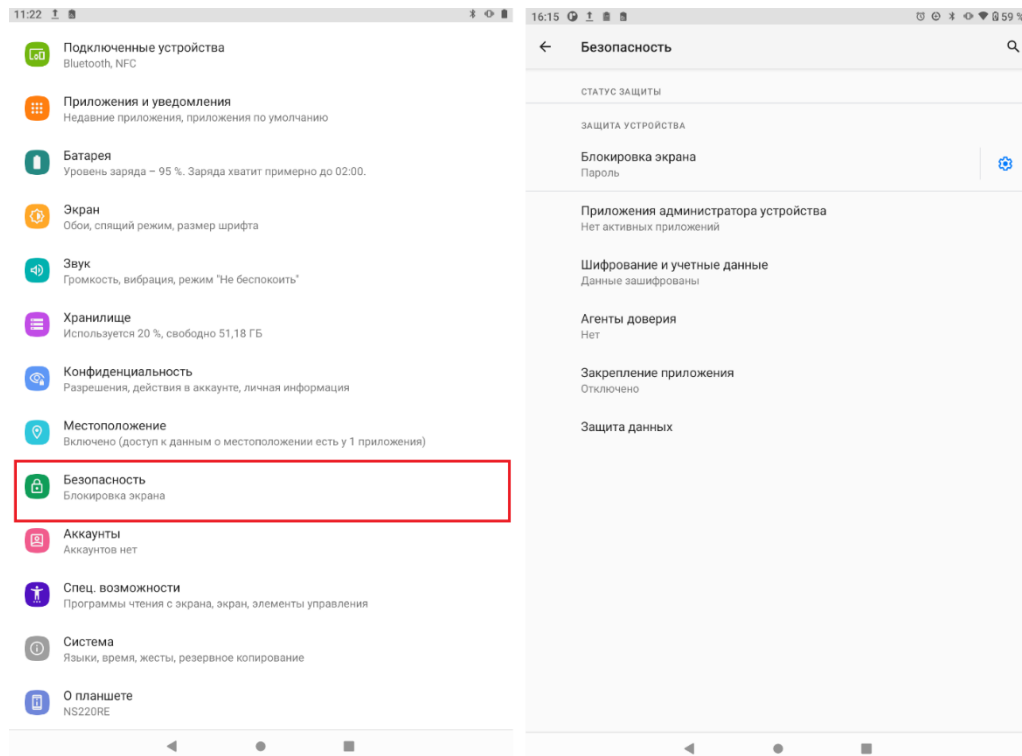 11:22
Подключенные устройства
Bluetooth, NFC
Приложения и уведомления
Недавние приложения, приложения по умолчанию
Батарея
Уровень заряда – 95 %. Заряда хватит примерно до 02:00.
Экран
Обои, спящий режим, размер шрифта
Звук
Громкость, вибрация, режим "Не беспокоить"
Хранилище
Используется 20 %, свободно 51,18 ГБ
Конфиденциальность
Разрешения, действия в аккаунте, личная информация
Местоположение
Включено (доступ к данным о местоположении есть у 1 приложения)
Безопасность
Блокировка экрана
Аккаунты
Аккаунтов нет
Спец. возможности
Программы чтения с экрана, экран, элементы управления
Система
Языки, время, жесты, резервное копирование
О планшете
NS220RE
16:15
59 %
Безопасность
СТАТУС ЗАЩИТЫ
ЗАЩИТА УСТРОЙСТВА
Блокировка экрана
Пароль
Приложения администратора устройства
Нет активных приложений
Шифрование и учетные данные
Данные зашифрованы
Агенты доверия
Нет
Закрепление приложения
Отключено
Защита данных